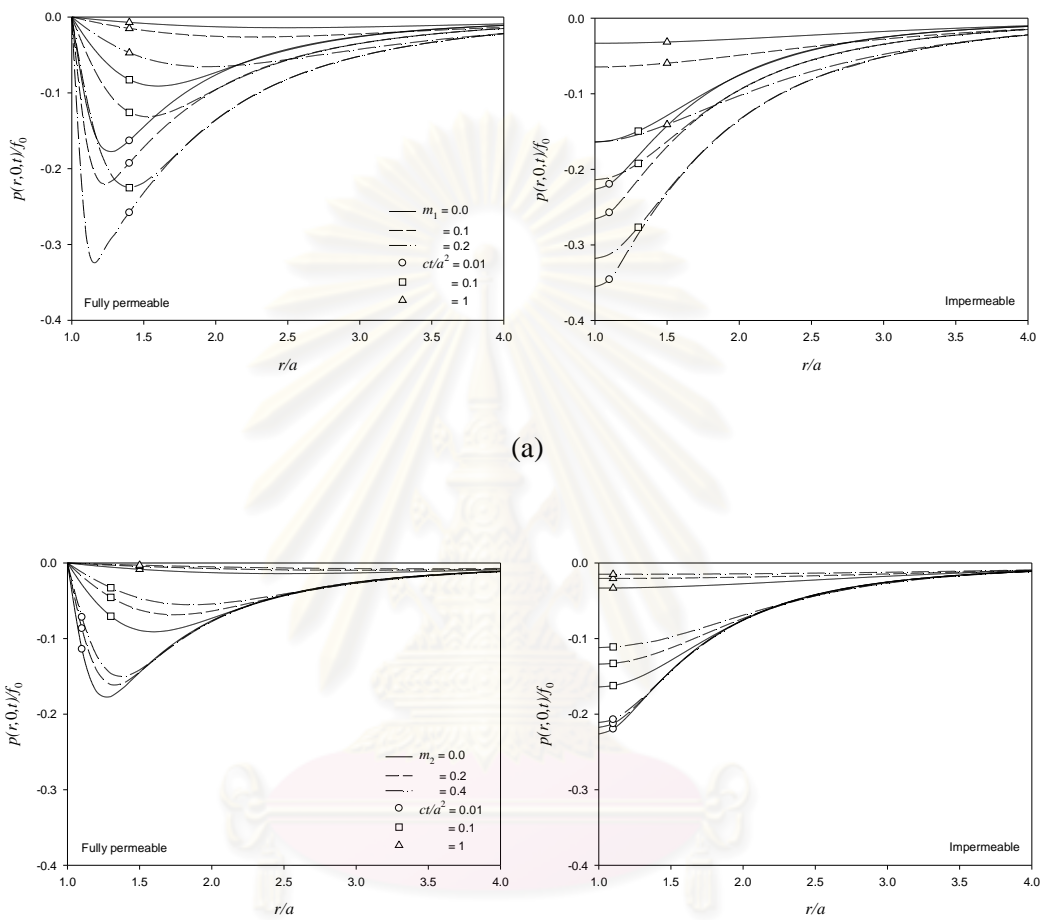 0.0
-0.1
-0.2
-0.3
-0.4
p(r,0,t)/f₀
1.0 1.5 2.0 2.5 3.0 3.5 4.0
r/a
m₁ = 0.0
= 0.1
= 0.2
ct/a² = 0.01
= 0.1
= 1
Fully permeable
0.0
-0.1
-0.2
-0.3
-0.4
p(r,0,t)/f₀
1.0 1.5 2.0 2.5 3.0 3.5 4.0
r/a
Impermeable
(a)
0.0
-0.1
-0.2
-0.3
-0.4
p(r,0,t)/f₀
1.0 1.5 2.0 2.5 3.0 3.5 4.0
r/a
m₂ = 0.0
= 0.2
= 0.4
ct/a² = 0.01
= 0.1
= 1
Fully permeable
0.0
-0.1
-0.2
-0.3
-0.4
p(r,0,t)/f₀
1.0 1.5 2.0 2.5 3.0 3.5 4.0
r/a
Impermeable